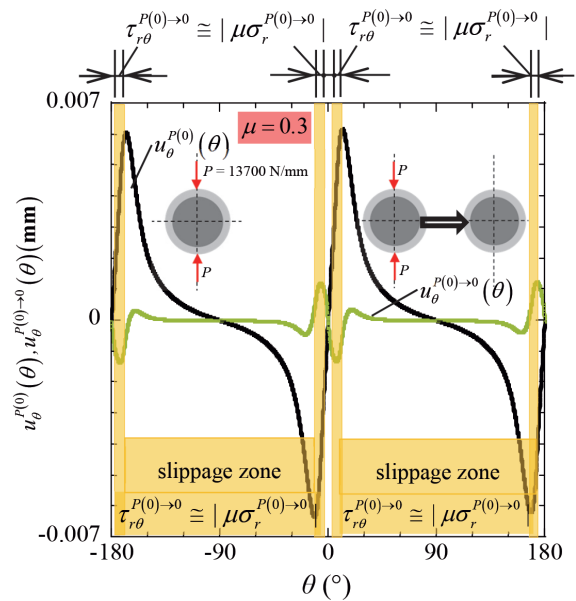 τ_{rθ}^{P(0)→0} ≅ | μσ_r^{P(0)→0} | τ_{rθ}^{P(0)→0} ≅ | μσ_r^{P(0)→0} |
0.007
μ = 0.3
u_θ^{P(0)}(θ)
P = 13700 N/mm
P
P
P
u_θ^{P(0)→0}(θ)
0
u_θ^{P(0)}(θ), u_θ^{P(0)→0}(θ)(mm)
slippage zone slippage zone
τ_{rθ}^{P(0)→0} ≅ | μσ_r^{P(0)→0} | τ_{rθ}^{P(0)→0} ≅ | μσ_r^{P(0)→0} |
-0.007
-180 -90 0 90 180
θ (°)